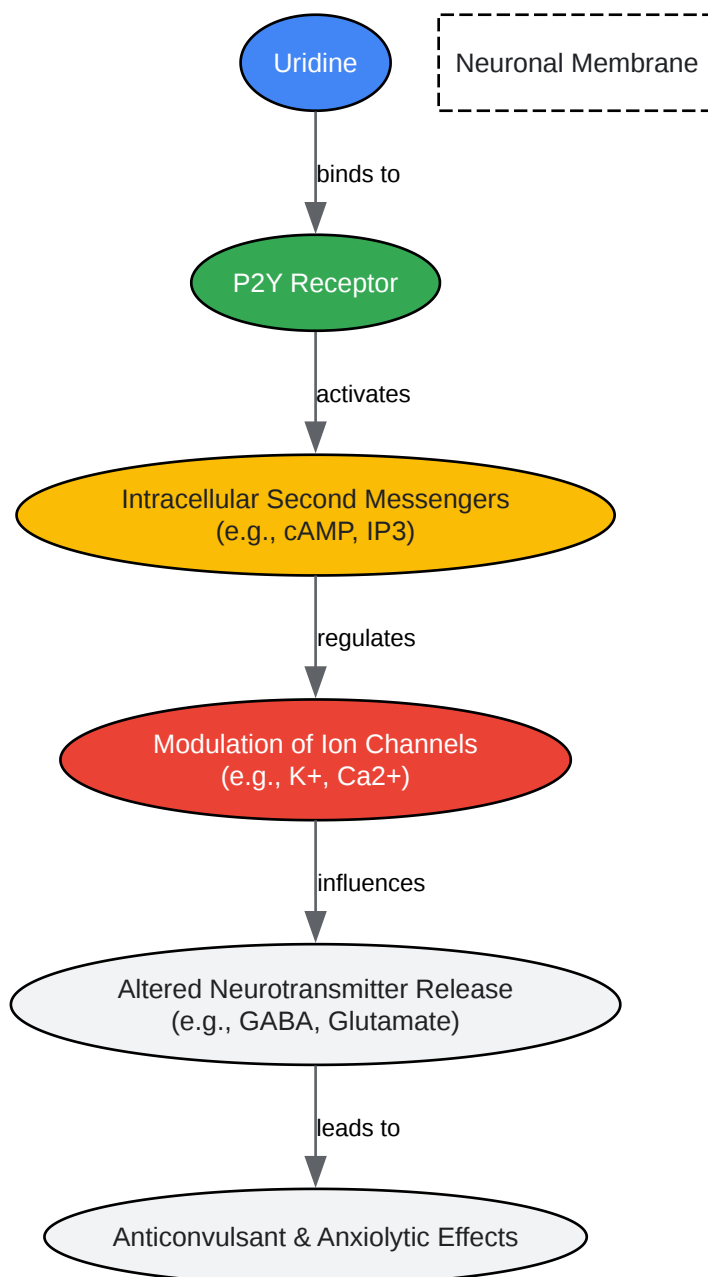 Uridine
Neuronal Membrane
binds to
P2Y Receptor
activates
Intracellular Second Messengers
(e.g., cAMP, IP3)
regulates
Modulation of Ion Channels
(e.g., K+, Ca2+)
influences
Altered Neurotransmitter Release
(e.g., GABA, Glutamate)
leads to
Anticonvulsant & Anxiolytic Effects